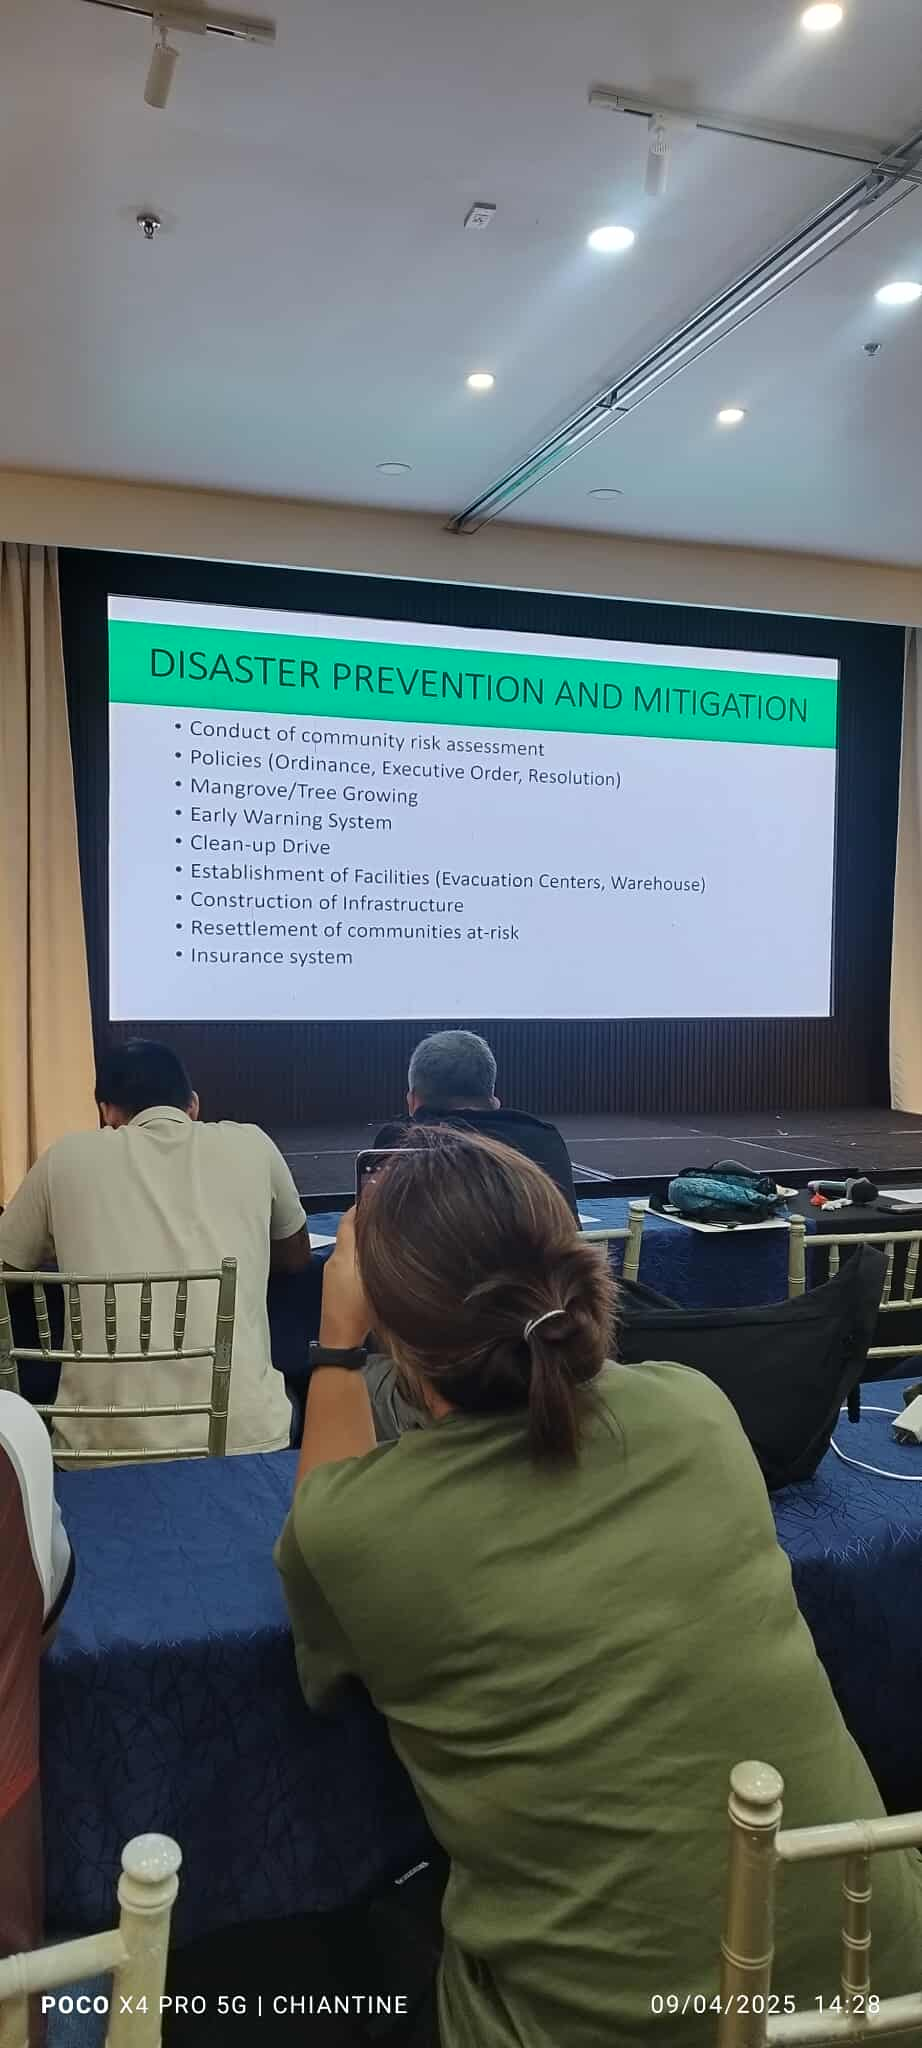 DISASTER PREVENTION AND MITIGATION
• Conduct of community risk assessment
• Policies (Ordinance, Executive Order, Resolution)
• Mangrove/Tree Growing
• Early Warning System
• Clean-up Drive
• Establishment of Facilities (Evacuation Centers, Warehouse)
• Construction of Infrastructure
• Resettlement of communities at-risk
• Insurance system
POCO X4 PRO 5G | CHIANTINE
09/04/2025 14:28